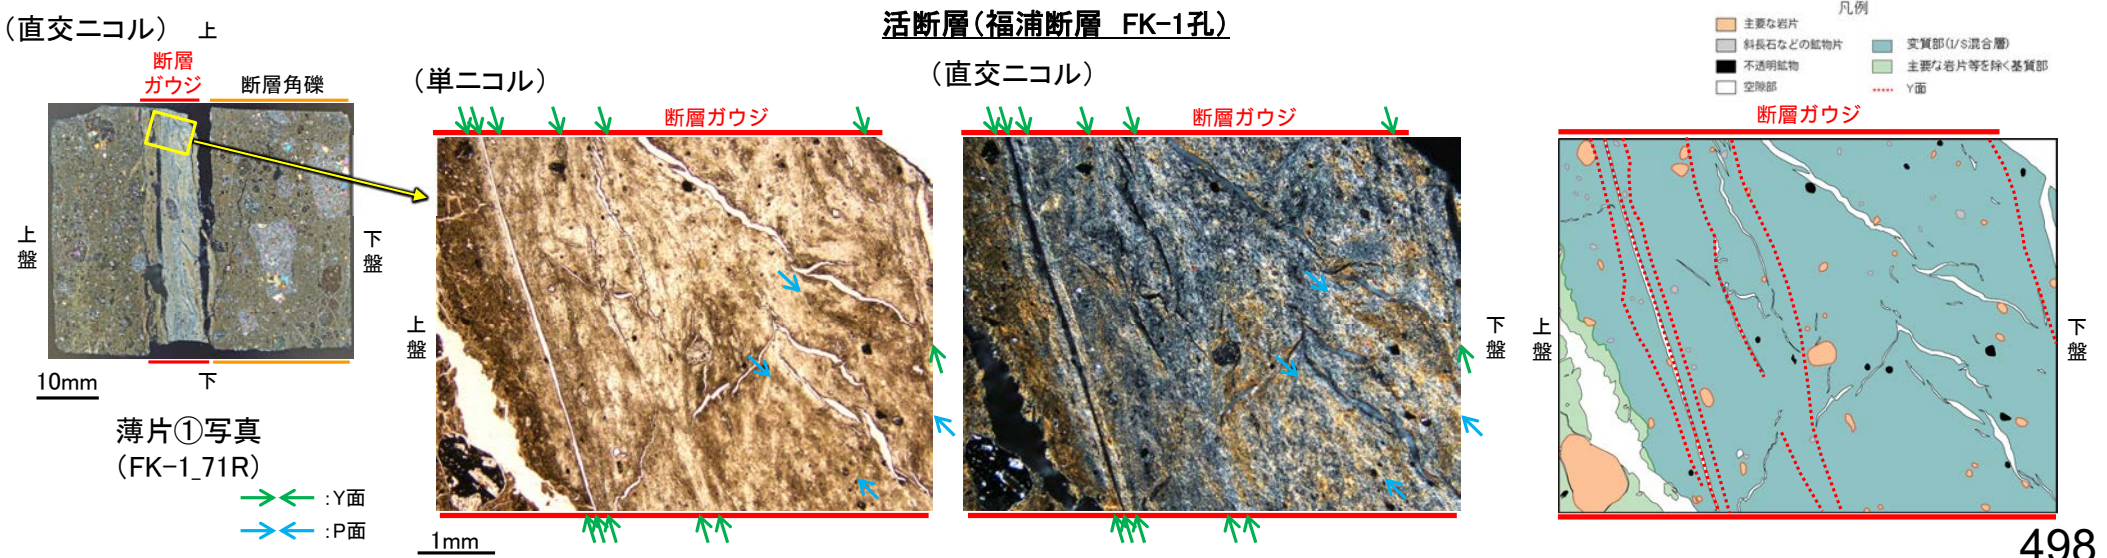 活断層(福浦断層 FK-1孔)
(直交ニコル)
上
断層
ガウジ
断層角礫
上
盤
下
盤
10mm
下
薄片①写真
(FK-1_71R)
:Y面
:P面
(単ニコル)
断層ガウジ
上
盤
1mm
(直交ニコル)
断層ガウジ
下
盤
凡例
主要な岩片
斜長石などの鉱物片
不透明鉱物
空隙部
変質部(I/S混合層)
主要な岩片等を除く基質部
Y面
断層ガウジ
上
盤
下
盤
498